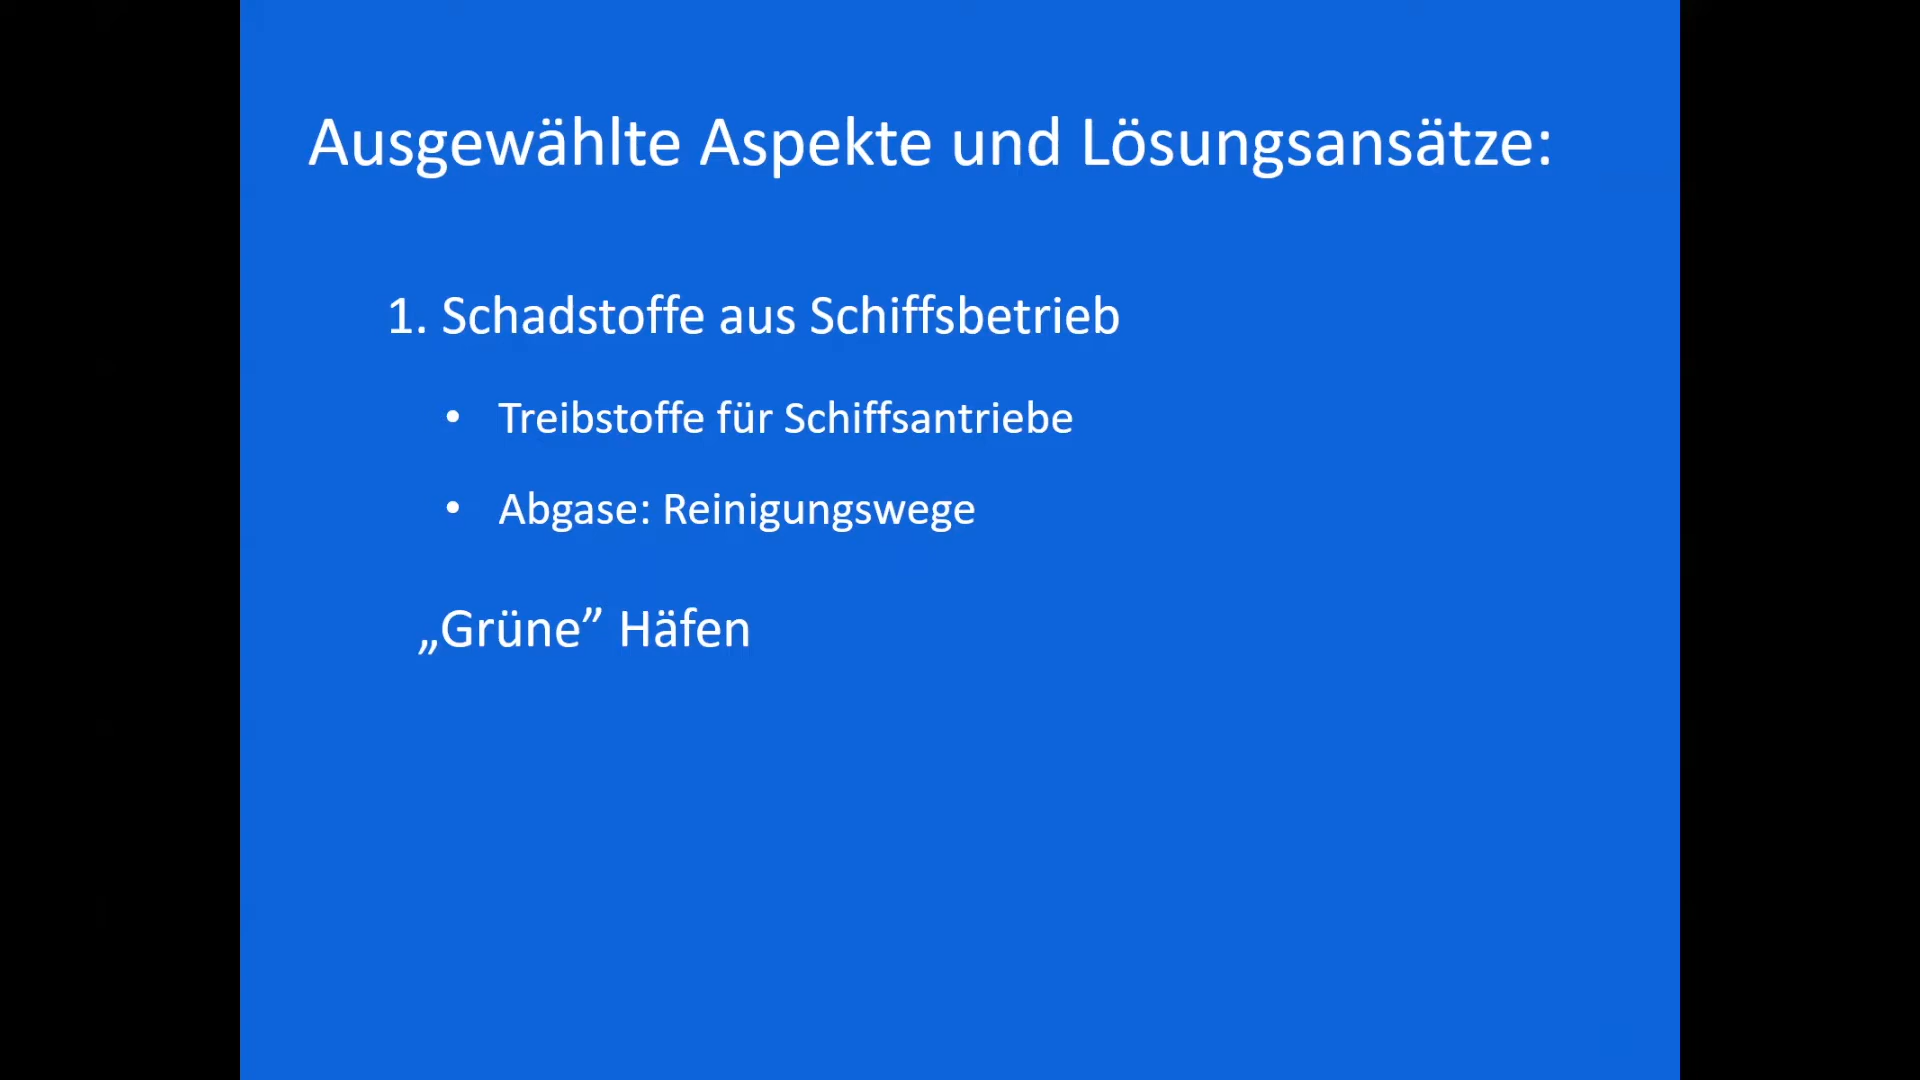 Ausgewählte Aspekte und Lösungsansätze:
1. Schadstoffe aus Schiffsbetrieb
• Treibstoffe für Schiffsantriebe
• Abgase: Reinigungswege
„Grüne” Häfen